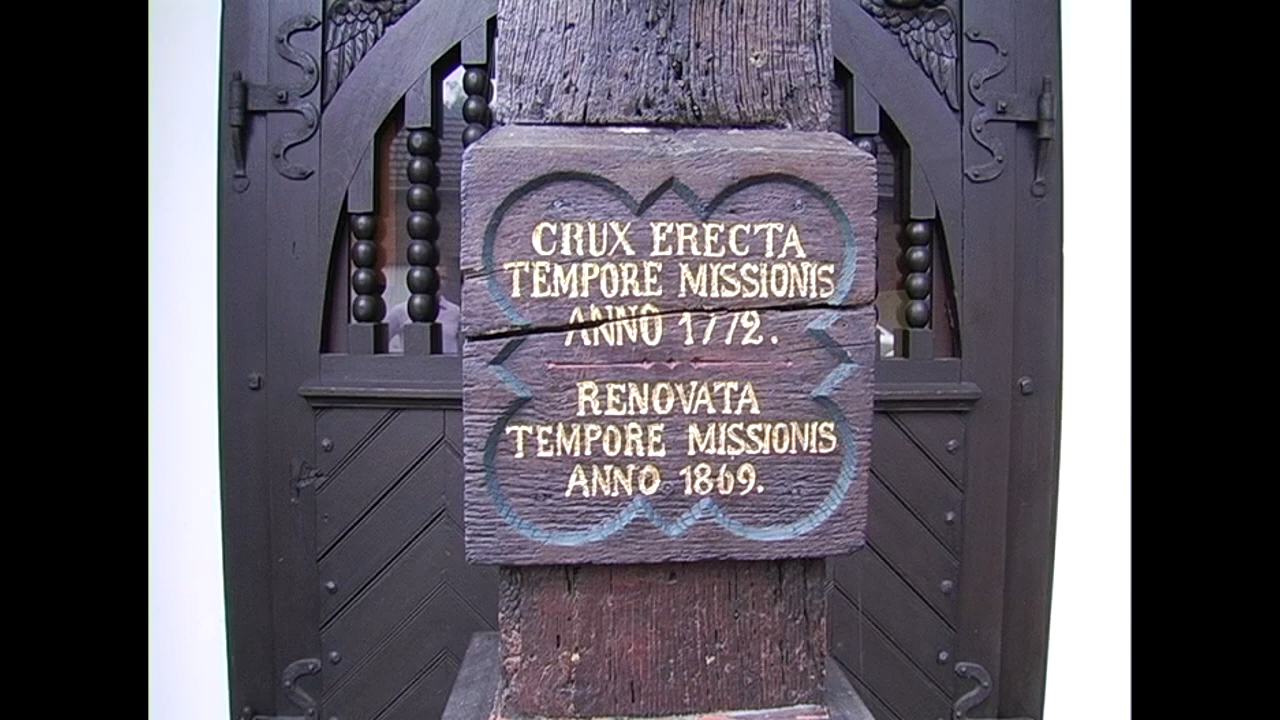 CRUX ERECTA
TEMPORE MISSIONIS
ANNO 1772.
RENOVATA
TEMPORE MISSIONIS
ANNO 1869.